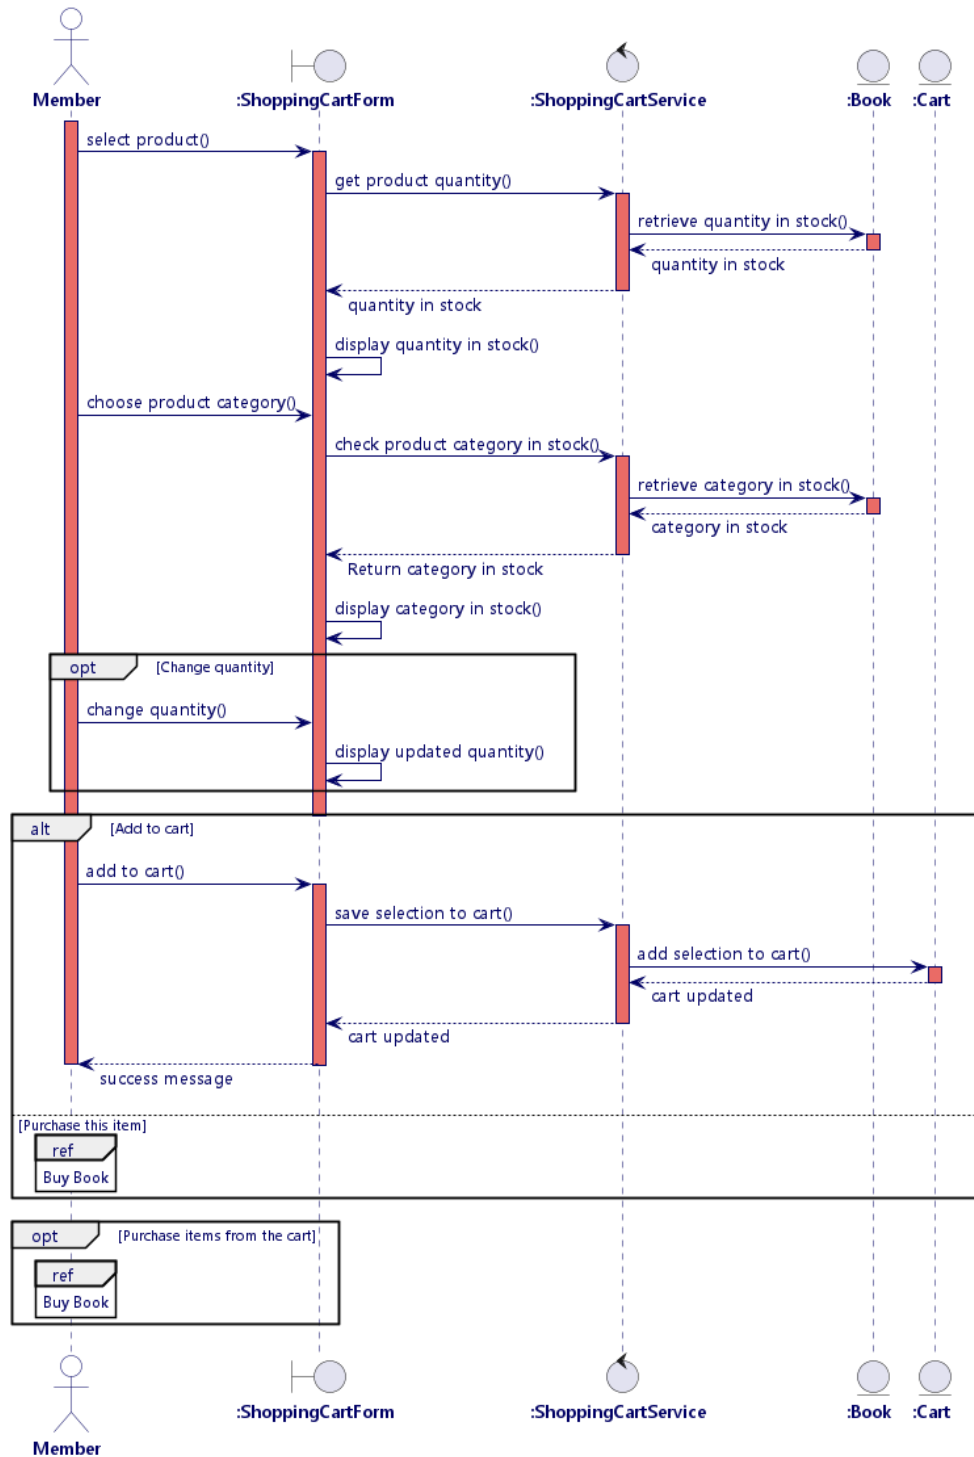 Member
:ShoppingCartForm
:ShoppingCartService
:Book
:Cart
select product()
get product quantity()
retrieve quantity in stock()
quantity in stock
quantity in stock
display quantity in stock()
choose product category()
check product category in stock()
retrieve category in stock()
category in stock
Return category in stock
display category in stock()
opt [Change quantity]
change quantity()
display updated quantity()
alt [Add to cart]
add to cart()
save selection to cart()
add selection to cart()
cart updated
cart updated
success message
[Purchase this item]
ref
Buy Book
opt [Purchase items from the cart]
ref
Buy Book
:ShoppingCartForm
:ShoppingCartService
:Book
:Cart
Member